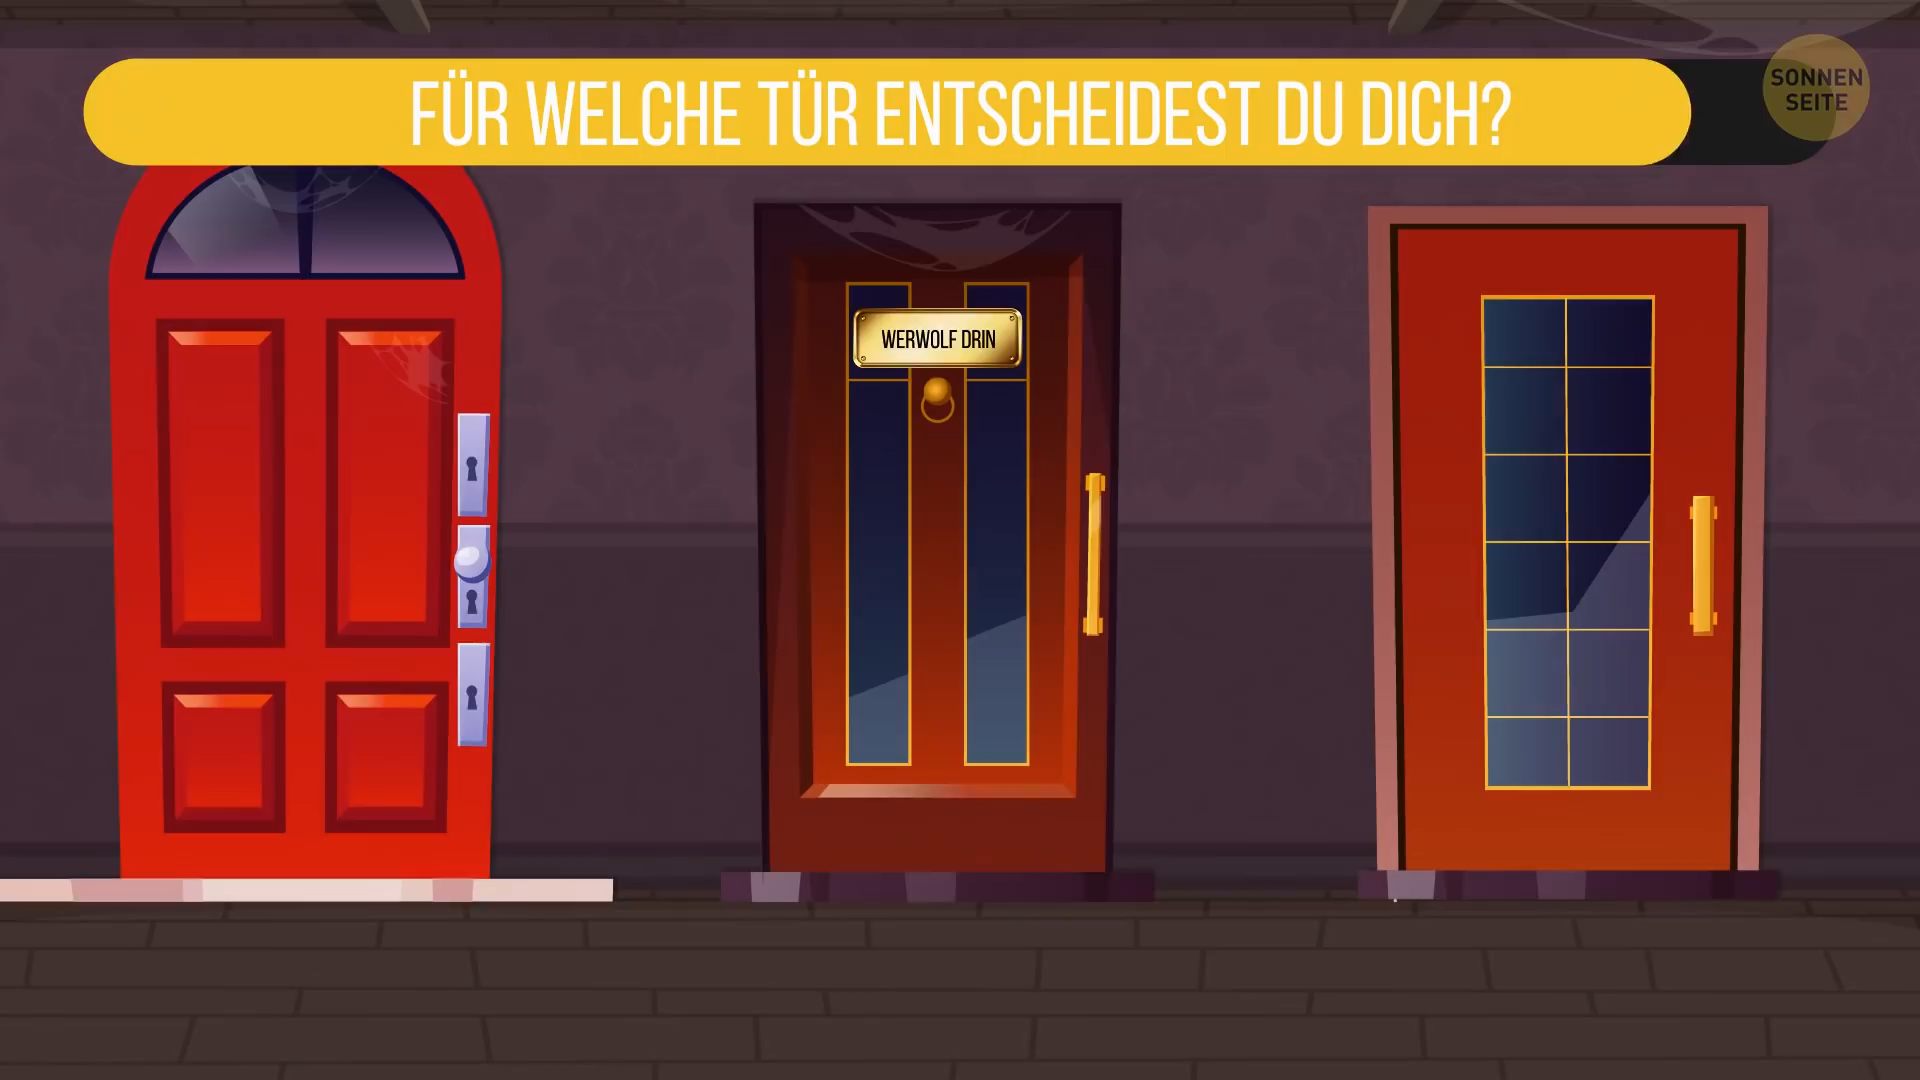 FÜR WELCHE TÜR ENTSCHEIDEST DU DICH?
SONNEN
SEITE
WERWOLF DRIN